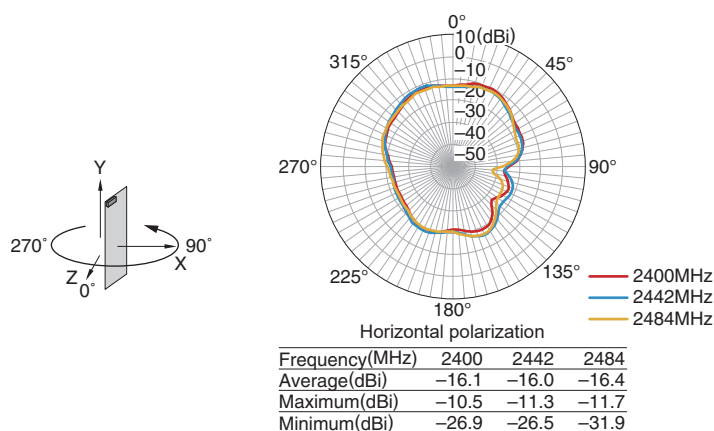 0°
10(dBi)
0
–10
–20
–30
–40
–50
315°
45°
270°
90°
225°
135°
180°
Y
270°
90°
X
Z
0°
2400MHz
2442MHz
2484MHz
Horizontal polarization
Frequency(MHz) 2400 2442 2484
Average(dBi) –16.1 –16.0 –16.4
Maximum(dBi) –10.5 –11.3 –11.7
Minimum(dBi) –26.9 –26.5 –31.9